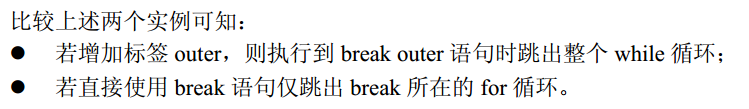 比较上述两个实例可知：
● 若增加标签 outer，则执行到 break outer 语句时跳出整个 while 循环；
● 若直接使用 break 语句仅跳出 break 所在的 for 循环。